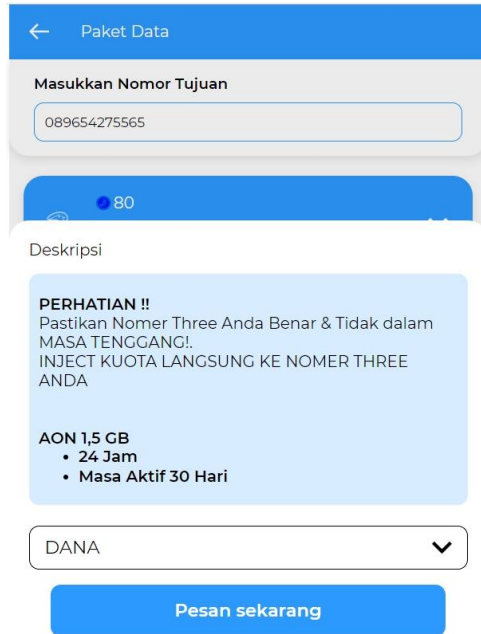 Paket Data
Masukkan Nomor Tujuan
089654275565
80
Deskripsi
PERHATIAN !!
Pastikan Nomer Three Anda Benar & Tidak dalam
MASA TENGGANG!.
INJECT KUOTA LANGSUNG KE NOMER THREE
ANDA
AON 1,5 GB
• 24 Jam
• Masa Aktif 30 Hari
DANA
Pesan sekarang